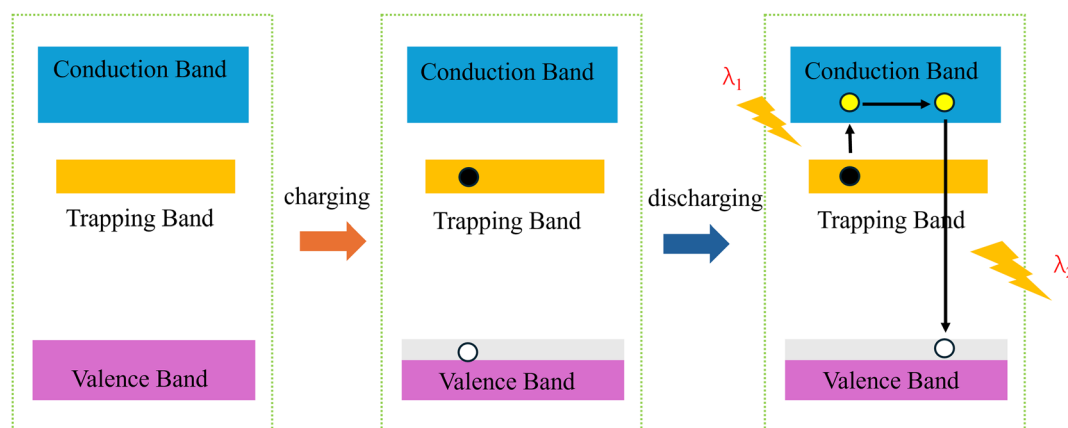 Conduction Band
Trapping Band
Valence Band
charging
Conduction Band
Trapping Band
Valence Band
discharging
λ1
Conduction Band
Trapping Band
Valence Band